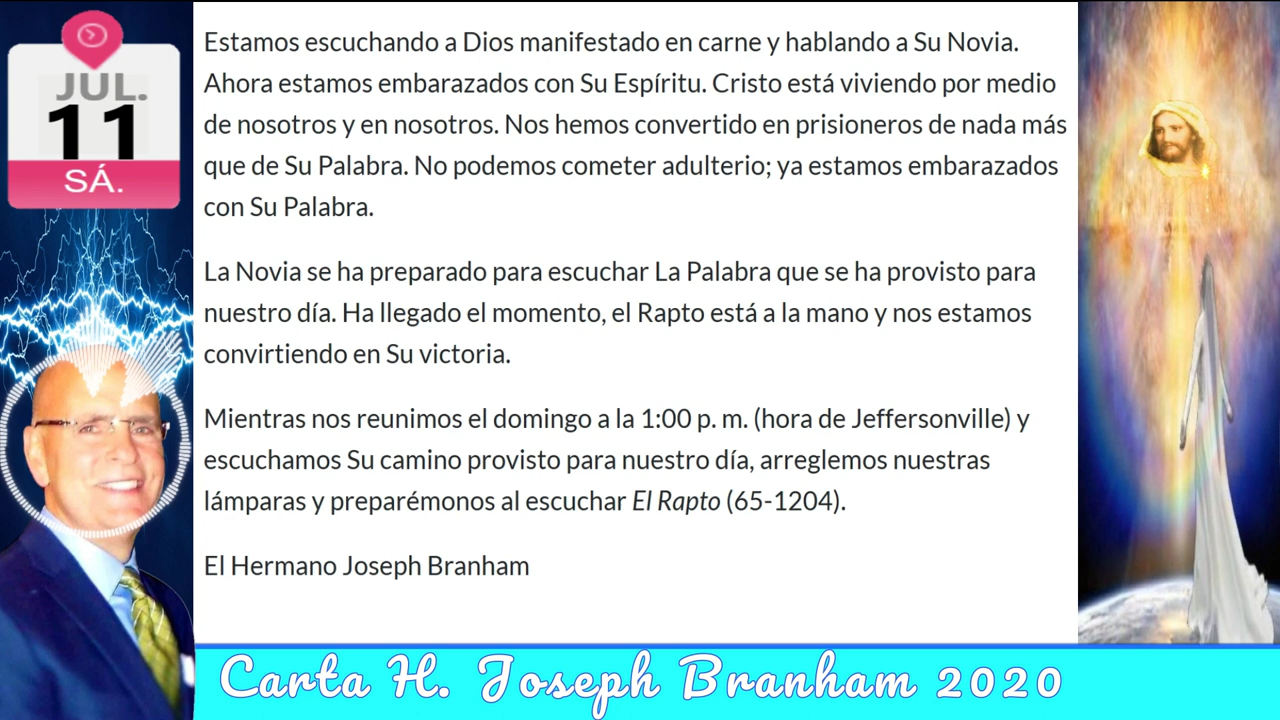 JUL.
11
SÁ.
Estamos escuchando a Dios manifestado en carne y hablando a Su Novia.
Ahora estamos embarazados con Su Espíritu. Cristo está viviendo por medio
de nosotros y en nosotros. Nos hemos convertido en prisioneros de nada más
que de Su Palabra. No podemos cometer adulterio; ya estamos embarazados
con Su Palabra.
La Novia se ha preparado para escuchar La Palabra que se ha provisto para
nuestro día. Ha llegado el momento, el Rapto está a la mano y nos estamos
convirtiendo en Su victoria.
Mientras nos reunimos el domingo a la 1:00 p. m. (hora de Jeffersonville) y
escuchamos Su camino provisto para nuestro día, arreglemos nuestras
lámparas y preparémonos al escuchar El Rapto (65-1204).
El Hermano Joseph Branham
Carta H. Joseph Branham 2020